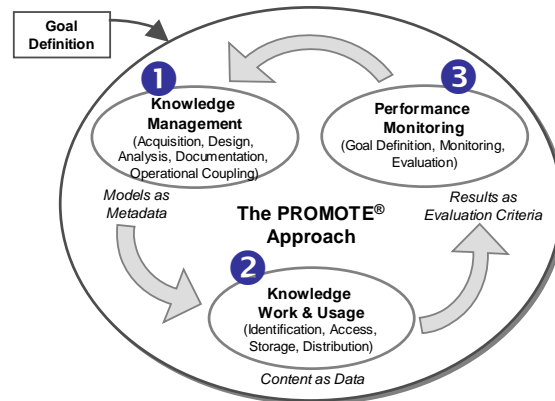 Goal
Definition
1
Knowledge
Management
(Acquisition, Design,
Analysis, Documentation,
Operational Coupling)
Models as
Metadata
3
Performance
Monitoring
(Goal Definition, Monitoring,
Evaluation)
Results as
Evaluation Criteria
The PROMOTE®
Approach
2
Knowledge
Work & Usage
(Identification, Access,
Storage, Distribution)
Content as Data